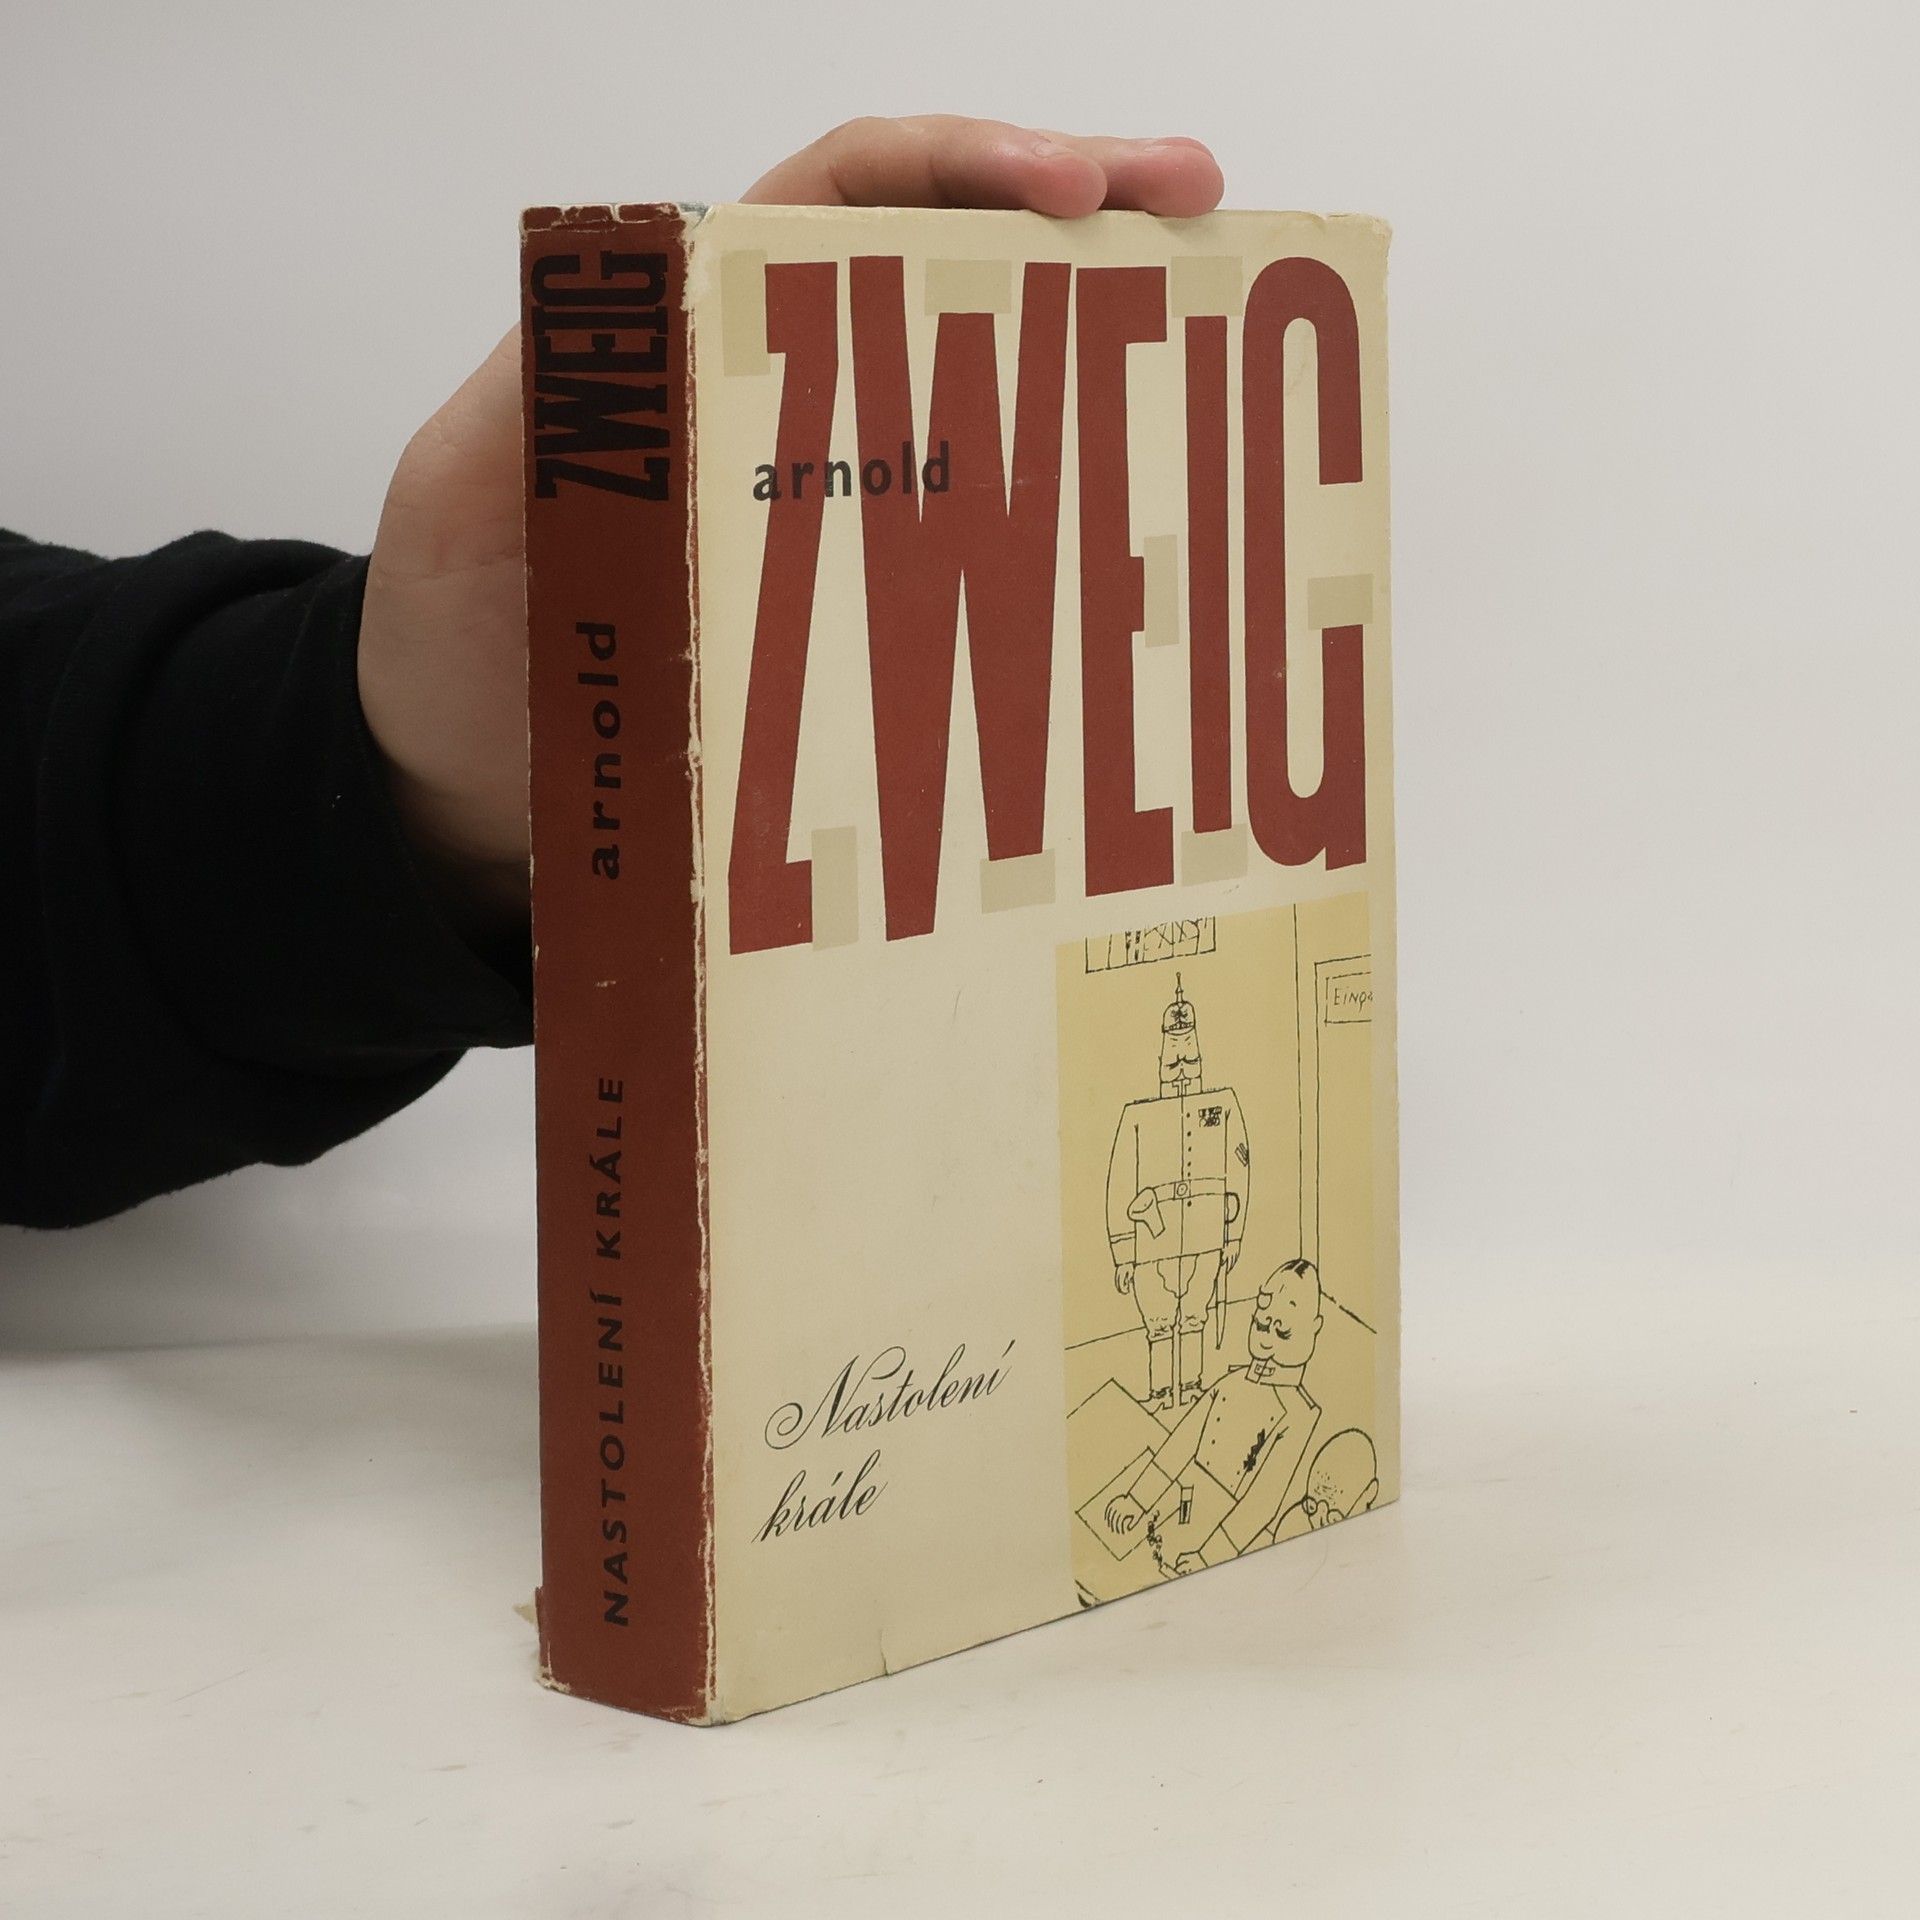 ZWEIG
arnold
NASTOLENÍ KRÁLE
ZWEIG
arnold
Nastolení
krále